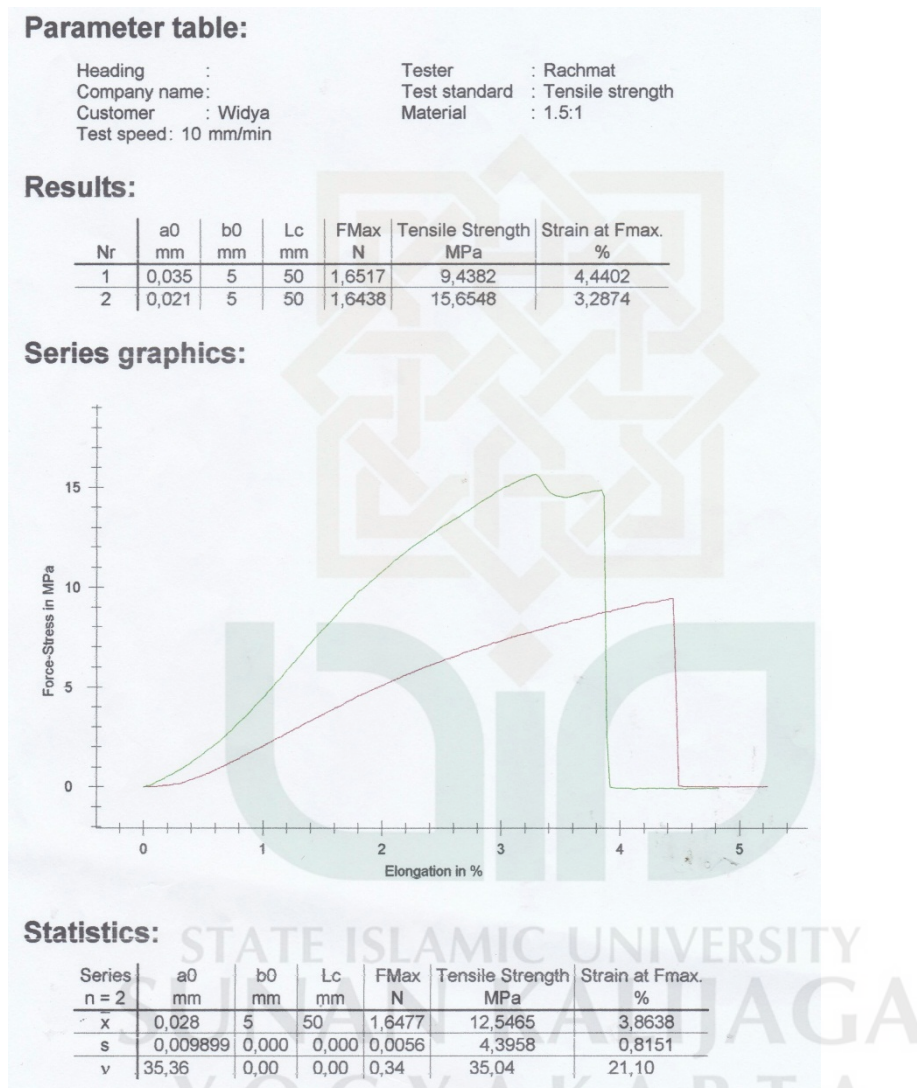 Parameter table:
Heading : Tester : Rachmat
Company name: Test standard : Tensile strength
Customer : Widya Material : 1.5:1
Test speed: 10 mm/min
Results:
a0 b0 Lc FMax Tensile Strength Strain at Fmax.
Nr mm mm mm N MPa %
1 0,035 5 50 1,6517 9,4382 4,4402
2 0,021 5 50 1,6438 15,6548 3,2874
Series graphics:
15
10
5
0
Force-Stress in MPa
0 1 2 3 4 5
Elongation in %
Statistics:
STATE ISLAMIC UNIVERSITY
SUNAN KALIJAGA
YOGYAKARTA
Series a0 b0 Lc FMax Tensile Strength Strain at Fmax.
n = 2 mm mm mm N MPa %
x̅ 0,028 5 50 1,6477 12,5465 3,8638
s 0,009899 0,000 0,000 0,0056 4,3958 0,8151
ν 35,36 0,00 0,00 0,34 35,04 21,10